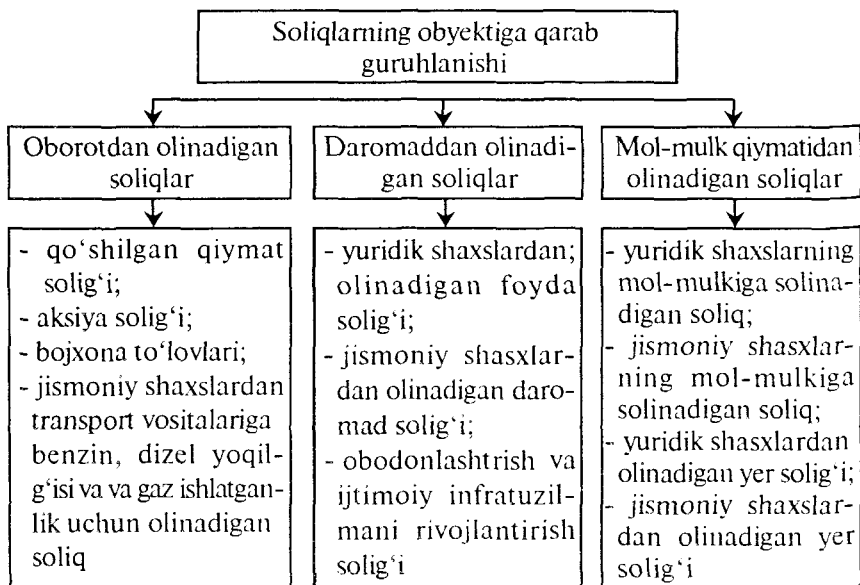 Soliqlarning obyektiga qarab
guruhlanishi
Oborotdan olinadigan
soliqlar
- qo‘shilgan qiymat
solig‘i;
- aksiya solig‘i;
- bojxona to‘lovlari;
- jismoniy shaxslardan
transport vositalariga
benzin, dizel yoqil-
g‘isi va va gaz ishlatgan-
lik uchun olinadigan
soliq
Daromaddan olinadi-
gan soliqlar
- yuridik shaxslardan;
olinadigan foyda
solig‘i;
- jismoniy shasxlar-
dan olinadigan daro-
mad solig‘i;
- obodonlashtrish va
ijtimoiy infratuzil-
mani rivojlantirish
solig‘i
Mol-mulk qiymatidan
olinadigan soliqlar
- yuridik shaxslarning
mol-mulkiga solina-
digan soliq;
- jismoniy shasxlar-
ning mol-mulkiga
solinadigan soliq;
- yuridik shasxlardan
olinadigan yer solig‘i;
- jismoniy shaxslar-
dan olinadigan yer
solig‘i